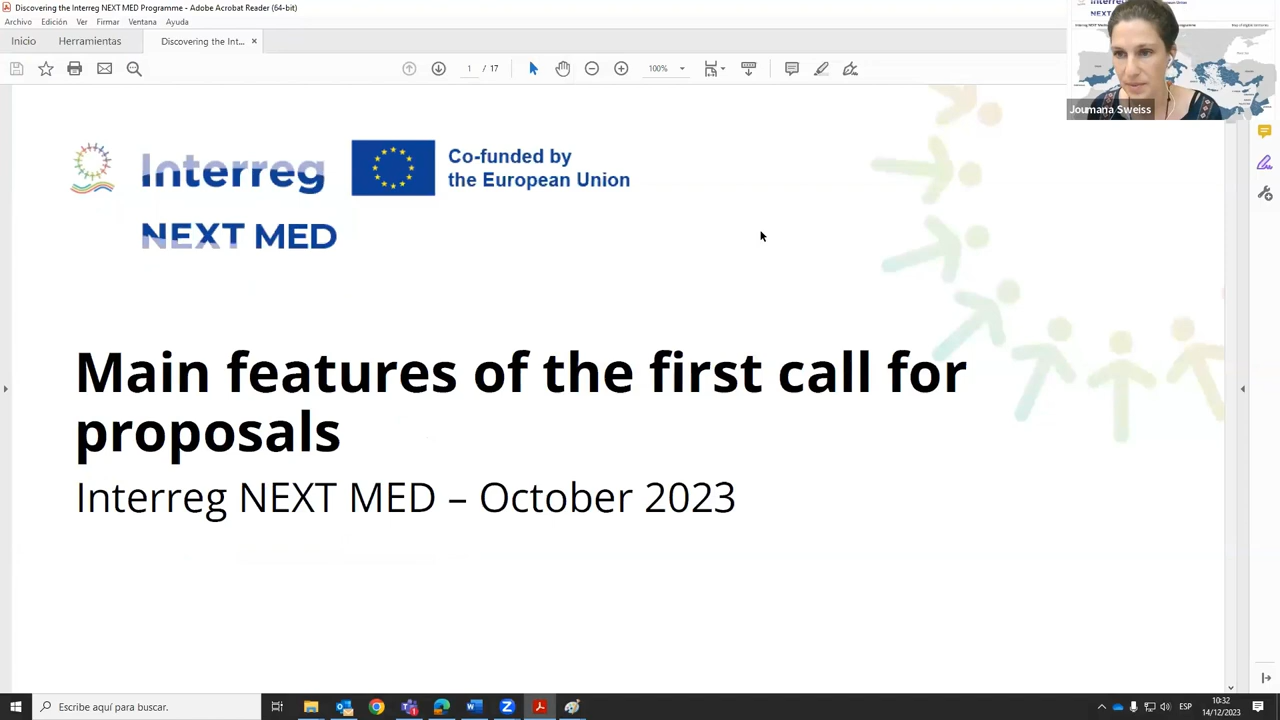 Discovering the Interreg NEXT MED Programme - Adobe Acrobat Reader (64-bit)
Archivo Edición Ver Firmar Ventana Ayuda
Inicio Herramientas Discovering the Int... ×
17 100%
Joumana Sweiss
Interreg
NEXT MED
Co-funded by
the European Union
Main features of the first call for
proposals
Interreg NEXT MED – October 2023
Escribe aquí para buscar.
ESP
10:32
14/12/2023